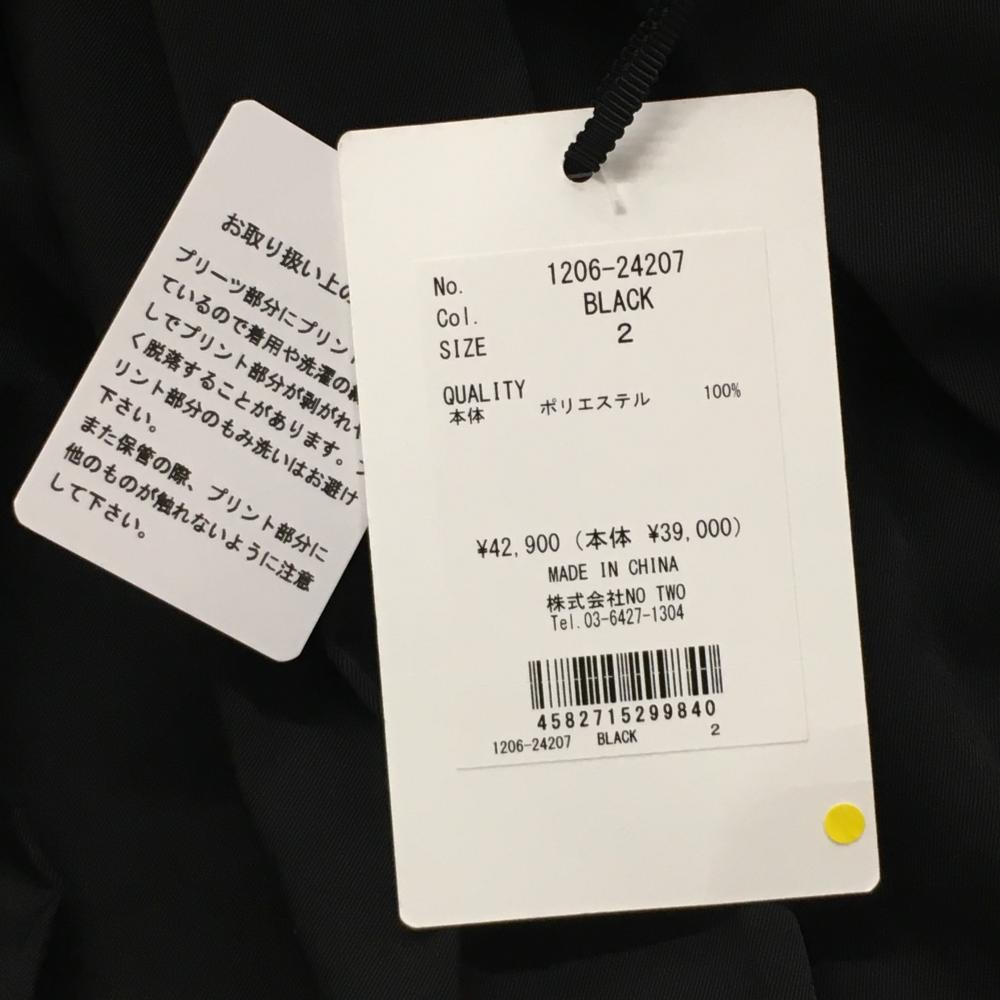 お取り扱い上の
プリーツ部分にプリント
ているので着用や洗濯の
しでプリント部分が剥がれや
く脱落することがあります。プ
リント部分のもみ洗いはお避け
下さい。
また保管の際、プリント部分に
他のものが触れないように注意
して下さい。
No. 1206-24207
Col. BLACK
SIZE 2
QUALITY
本体 ポリエステル 100%
¥42,900 (本体 ¥39,000)
MADE IN CHINA
株式会社NO TWO
Tel.03-6427-1304
4582715299840
1206-24207 BLACK 2